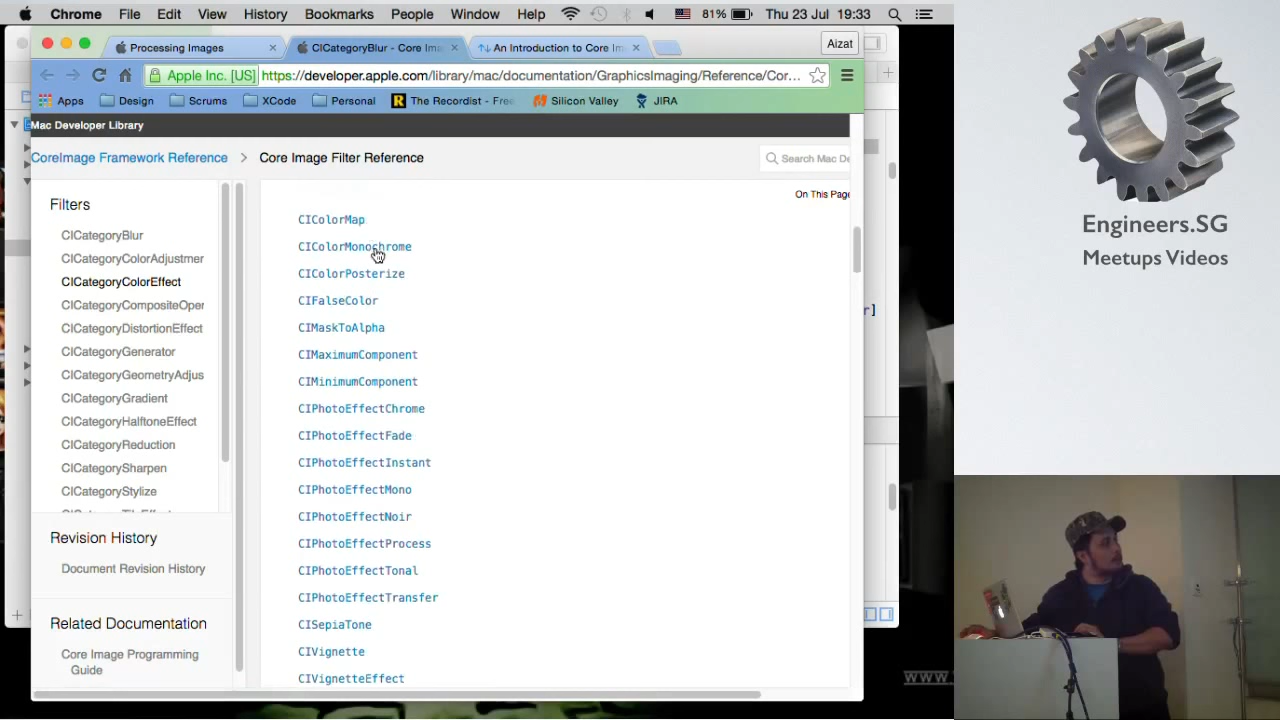 Chrome File Edit View History Bookmarks People Window Help 81% Thu 23 Jul 19:33
Processing Images
CICategoryBlur - Core Ima
An Introduction to Core Im
Aizat
Apple Inc. [US] https://developer.apple.com/library/mac/documentation/GraphicsImaging/Reference/Cor...
Apps Design Scrums XCode Personal The Recordist - Free Silicon Valley JIRA
Mac Developer Library
CoreImage Framework Reference > Core Image Filter Reference
Search Mac De
On This Page
Filters
CICategoryBlur
CICategoryColorAdjustmer
CICategoryColorEffect
CICategoryCompositeOper
CICategoryDistortionEffect
CICategoryGenerator
CICategoryGeometryAdjus
CICategoryGradient
CICategoryHalftoneEffect
CICategoryReduction
CICategorySharpen
CICategoryStylize
Revision History
Document Revision History
Related Documentation
Core Image Programming
Guide
CIColorMap
CIColorMonochrome
CIColorPosterize
CIFalseColor
CIMaskToAlpha
CIMaximumComponent
CIMinimumComponent
CIPhotoEffectChrome
CIPhotoEffectFade
CIPhotoEffectInstant
CIPhotoEffectMono
CIPhotoEffectNoir
CIPhotoEffectProcess
CIPhotoEffectTonal
CIPhotoEffectTransfer
CISepiaTone
CIVignette
CIVignetteEffect
r]
www
Engineers.SG
Meetups Videos